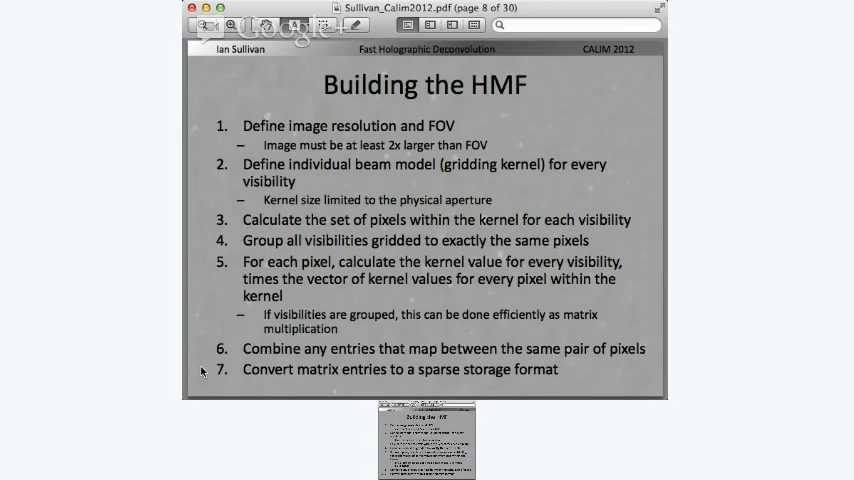 Sullivan_Calim2012.pdf (page 8 of 30)
Google+
Ian Sullivan Fast Holographic Deconvolution CALIM 2012
Building the HMF
1. Define image resolution and FOV
– Image must be at least 2x larger than FOV
2. Define individual beam model (gridding kernel) for every
visibility
– Kernel size limited to the physical aperture
3. Calculate the set of pixels within the kernel for each visibility
4. Group all visibilities gridded to exactly the same pixels
5. For each pixel, calculate the kernel value for every visibility,
times the vector of kernel values for every pixel within the
kernel
– If visibilities are grouped, this can be done efficiently as matrix
multiplication
6. Combine any entries that map between the same pair of pixels
7. Convert matrix entries to a sparse storage format
Building the HMF